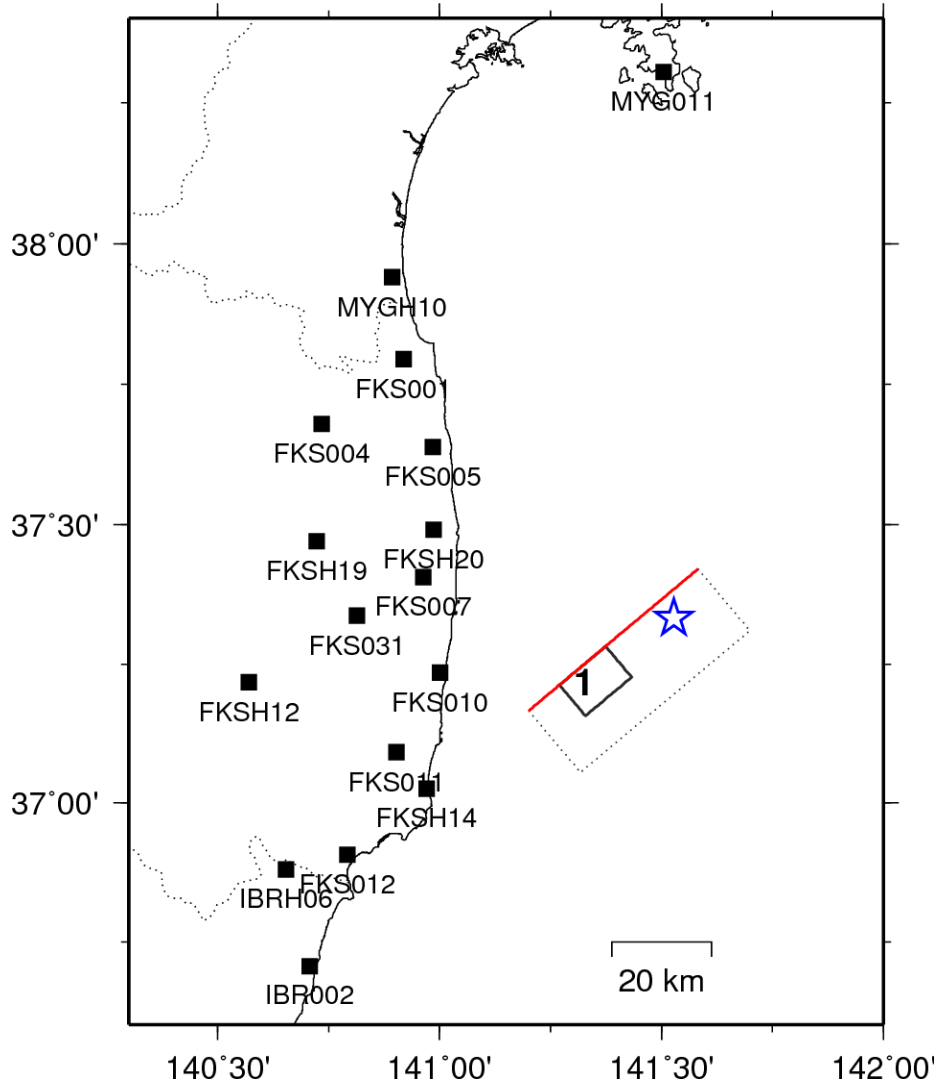 MYG011
38°00'
MYGH10
FKS001
FKS004
FKS005
37°30'
FKSH20
FKSH19
FKS007
FKS031
1
FKS010
FKSH12
FKS011
37°00'
FKSH14
FKS012
IBRH06
20 km
IBR002
140°30'
141°00'
141°30'
142°00'